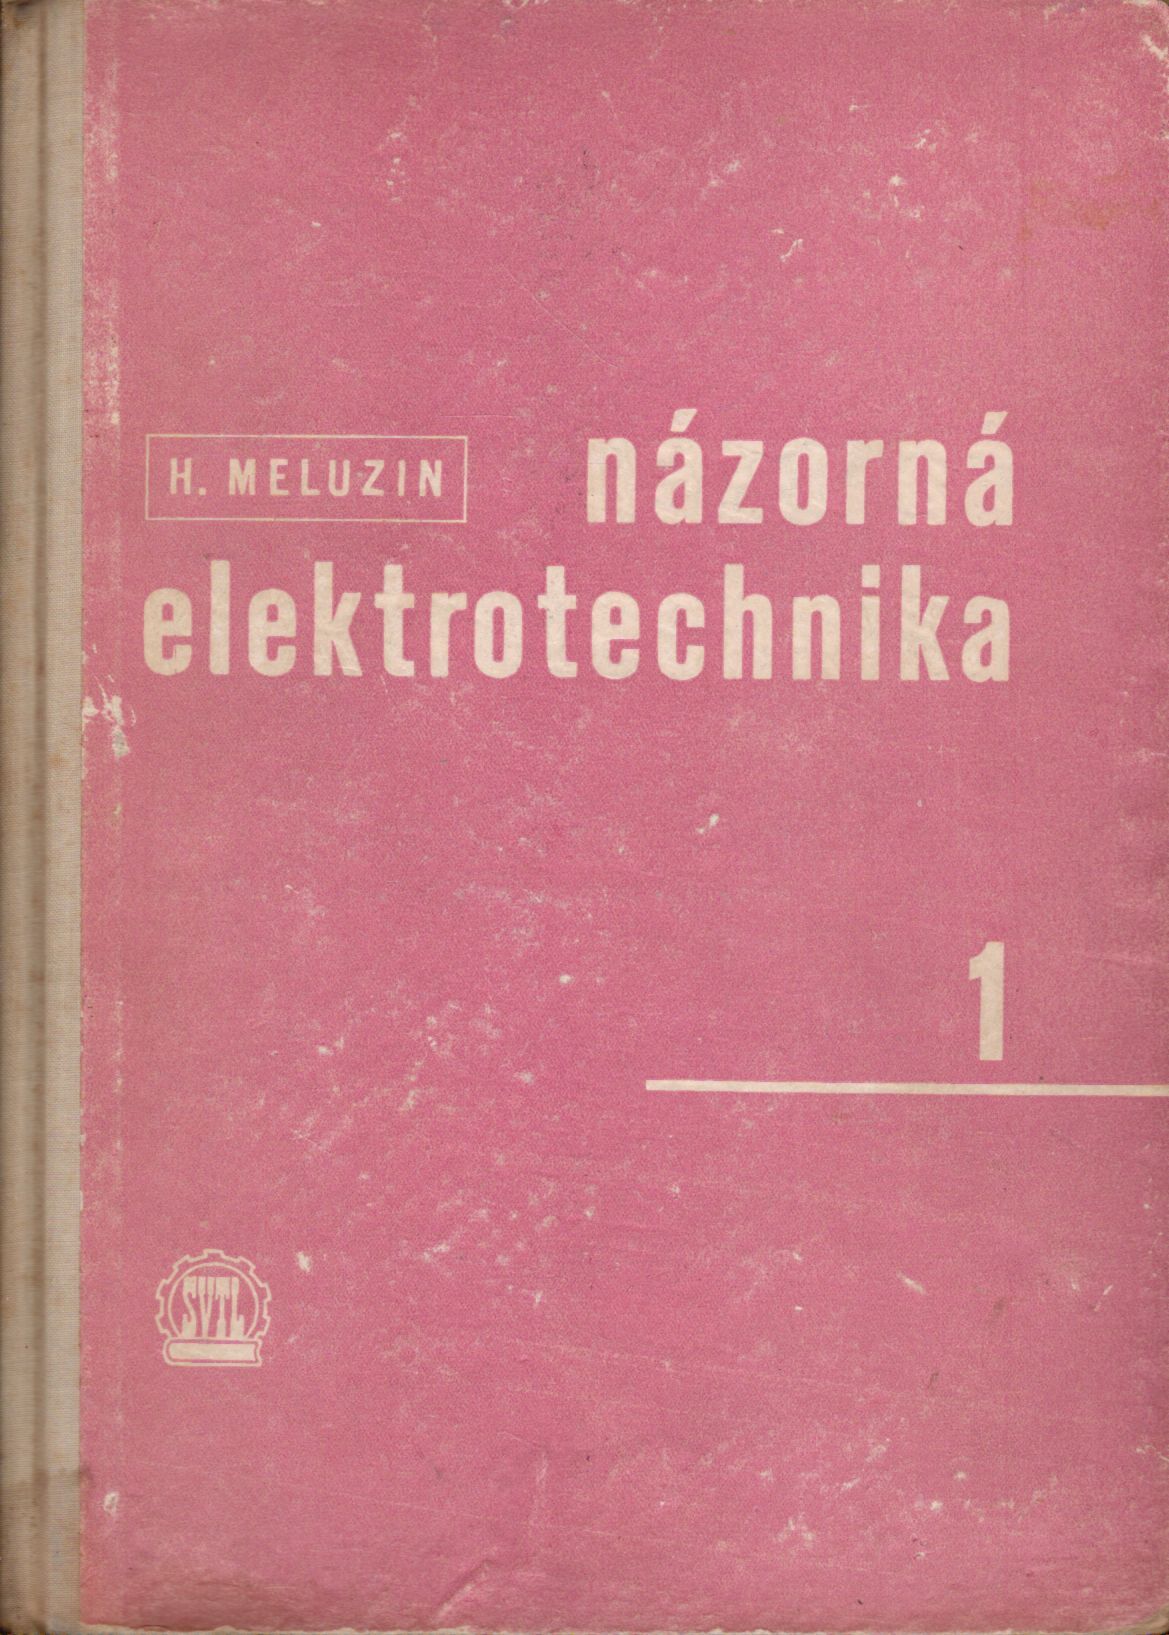 H. MELUZIN názorná
elektrotechnika
1
SVTL